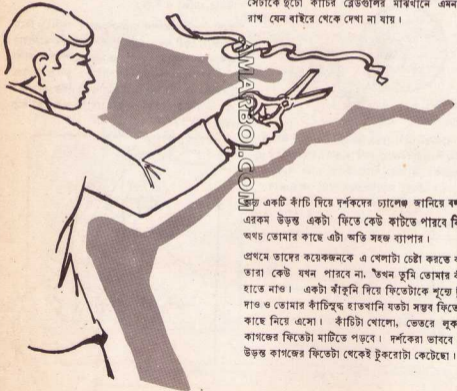 সেটাকে দুটো কাঁচির ব্লেডগুলির মাঝখানে এমন
রাখ যেন বাইরে থেকে দেখা না যায়।
AMARBOI.COM
একটি কাঁচি দিয়ে দর্শকদের চ্যালেঞ্জ জানিয়ে
এরকম উড়ন্ত একটা ফিতে কেউ কাটতে পারবে
অথচ তোমার কাছে এটা অতি সহজ ব্যাপার।
প্রথমে তাদের কয়েকজনকে এ খেলাটা চেষ্টা করতে
তারা কেউ যখন পারবে না, তখন তুমি তোমার
হাতে নাও। একটা ঝাঁকুনি দিয়ে ফিতেটাকে শূন্যে
দাও ও তোমার কাঁচিসুদ্ধ হাতখানি যতটা সম্ভব
কাছে নিয়ে এসো। কাঁচিটা খোলো, ভেতরে
কাগজের ফিতেটা মাটিতে পড়বে। দর্শকেরা ভাববে
উড়ন্ত কাগজের ফিতেটা থেকেই টুকরোটা কেটেছো।